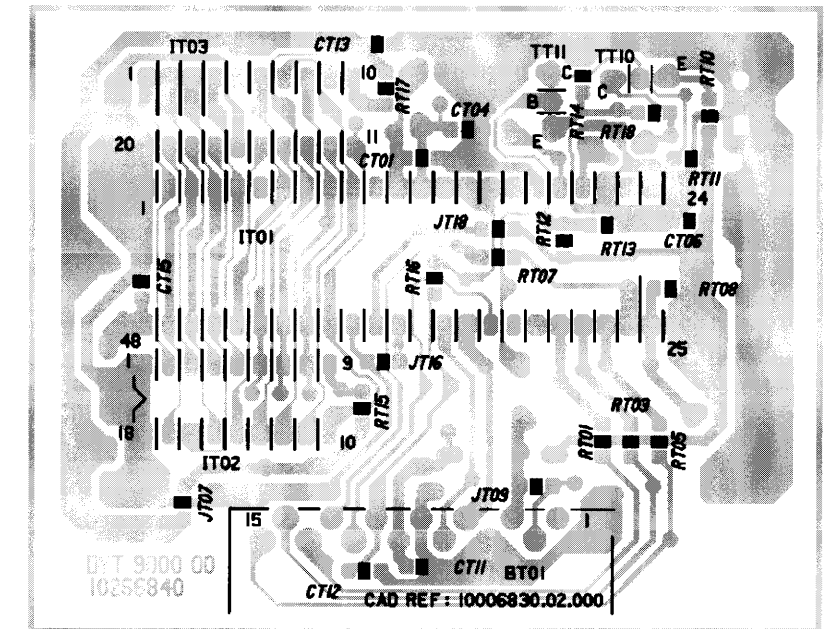 IT03 CT13 TT11 TT10 E RT10
1 10 C
RT17 C
B CT04 RT14 RT18
20 11 E
CT01 RT11
1 24
IT01 JT18 RT12 RT13 CT06
CT15 RT16 RT07 RT08
48 25
1 9 JT16
RT15 RT03
18 10 RT01 RT05
IT02
JT07 JT09
15 1
CT12 CT11 BT01
10256840
CAD REF : 10006830.02.000